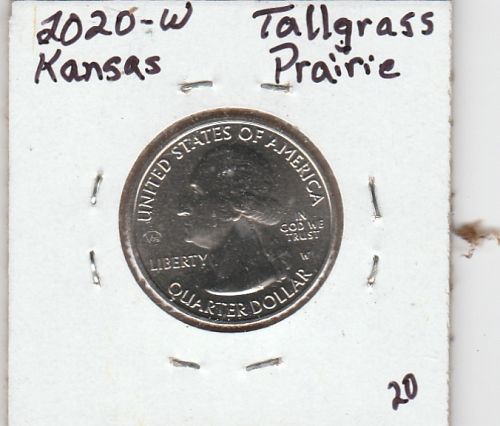 2020-W Tallgrass
Kansas Prairie
UNITED STATES OF AMERICA
IN
GOD WE
TRUST
LIBERTY
W
QUARTER DOLLAR
20